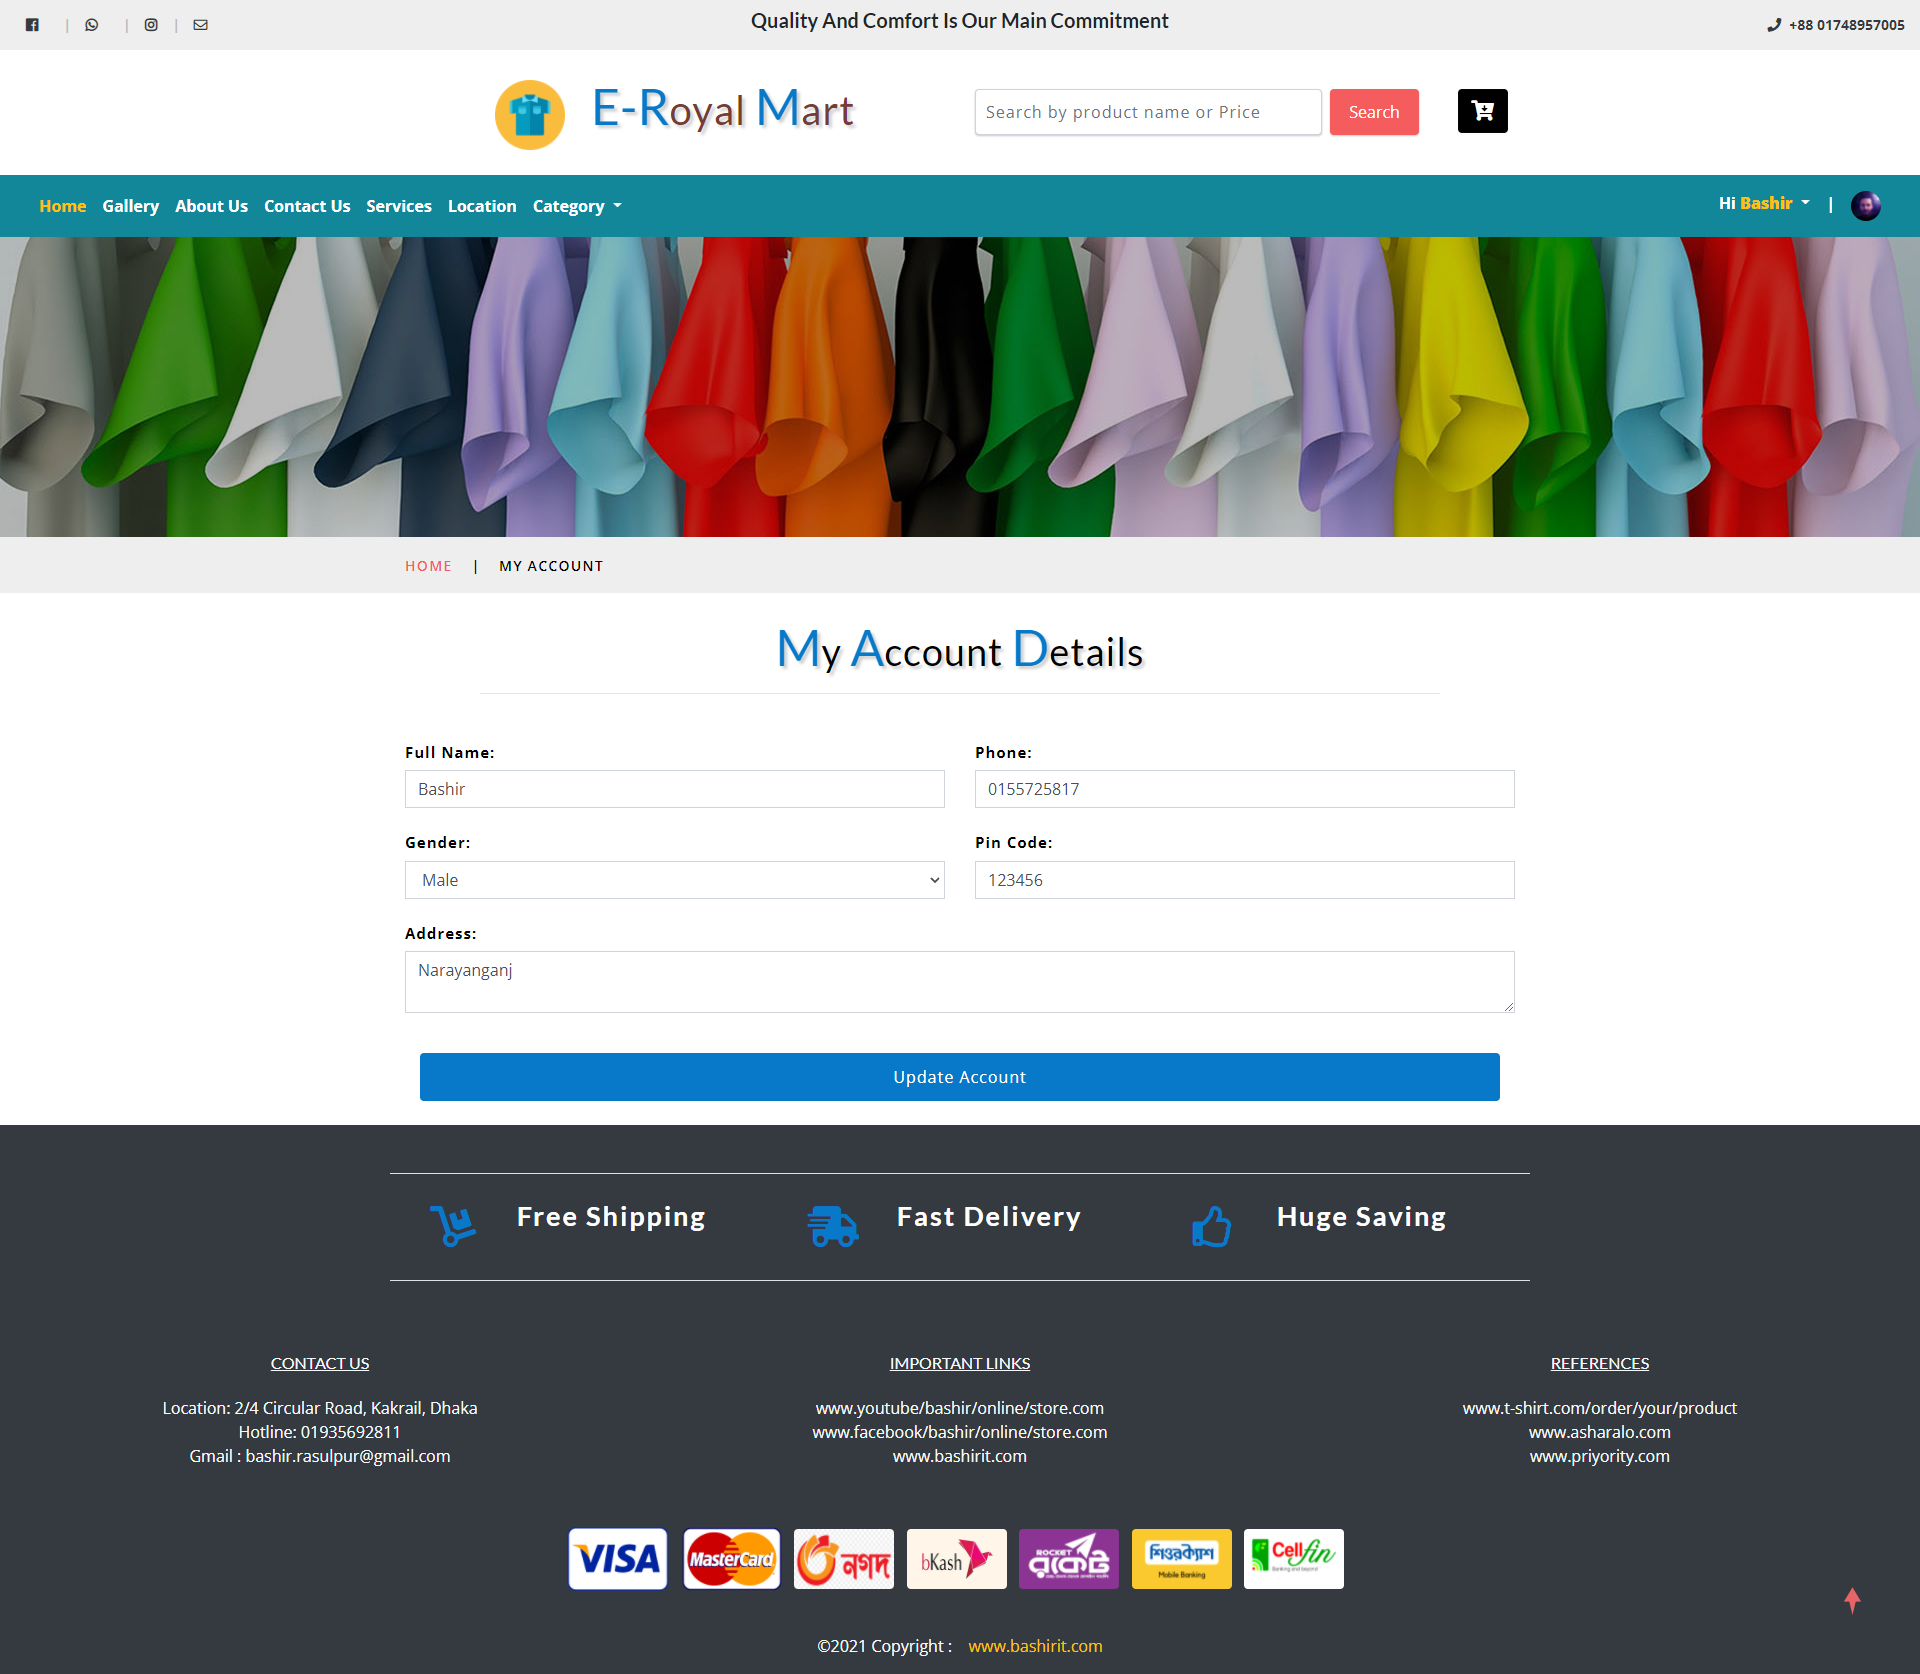 Quality And Comfort Is Our Main Commitment
+88 01748957005
E-Royal Mart
Search by product name or Price
Search
Home Gallery About Us Contact Us Services Location Category
Hi Bashir |
HOME | MY ACCOUNT
My Account Details
Full Name:
Bashir
Phone:
0155725817
Gender:
Male
Pin Code:
123456
Address:
Narayanganj
Update Account
Free Shipping
Fast Delivery
Huge Saving
CONTACT US
Location: 2/4 Circular Road, Kakrail, Dhaka
Hotline: 01935692811
Gmail : bashir.rasulpur@gmail.com
IMPORTANT LINKS
www.youtube/bashir/online/store.com
www.facebook/bashir/online/store.com
www.bashirit.com
REFERENCES
www.t-shirt.com/order/your/product
www.asharalo.com
www.priyority.com
VISA
MasterCard
নগদ
bKash
ROCKET
রকেট
শিওরক্যাশ
Mobile Banking
Cellfin
Banking and beyond
©2021 Copyright : www.bashirit.com